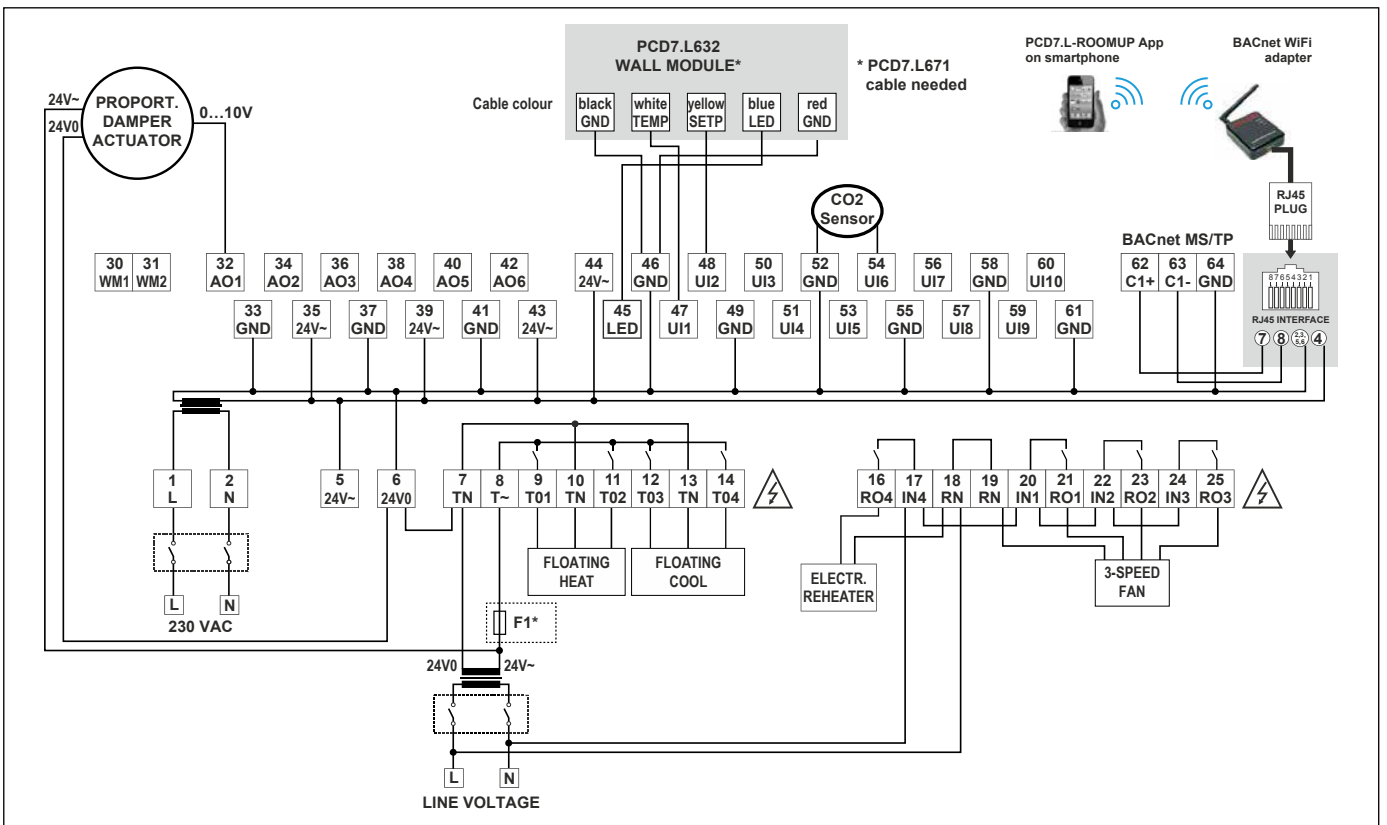 PCD7.L632
WALL MODULE*
* PCD7.L671
cable needed
PCD7.L-ROOMUP App
on smartphone
BACnet WiFi
adapter
24V~
24V0
PROPORT.
DAMPER
ACTUATOR
0...10V
Cable colour
black
GND
white
TEMP
yellow
SETP
blue
LED
red
GND
CO2
Sensor
RJ45
PLUG
BACnet MS/TP
30
WM1
31
WM2
32
AO1
34
AO2
36
AO3
38
AO4
40
AO5
42
AO6
44
24V~
46
GND
48
UI2
50
UI3
52
GND
54
UI6
56
UI7
58
GND
60
UI10
62
C1+
63
C1-
64
GND
87654321
RJ45 INTERFACE
7 8 2,3, 5,6 4
33
GND
35
24V~
37
GND
39
24V~
41
GND
43
24V~
45
LED
47
UI1
49
GND
51
UI4
53
UI5
55
GND
57
UI8
59
UI9
61
GND
1
L
2
N
5
24V~
6
24V0
7
TN
8
T~
9
T01
10
TN
11
T02
12
T03
13
TN
14
T04
16
RO4
17
IN4
18
RN
19
RN
20
IN1
21
RO1
22
IN2
23
RO2
24
IN3
25
RO3
FLOATING
HEAT
FLOATING
COOL
ELECTR.
REHEATER
3-SPEED
FAN
L
N
230 VAC
F1*
24V0
24V~
L
N
LINE VOLTAGE